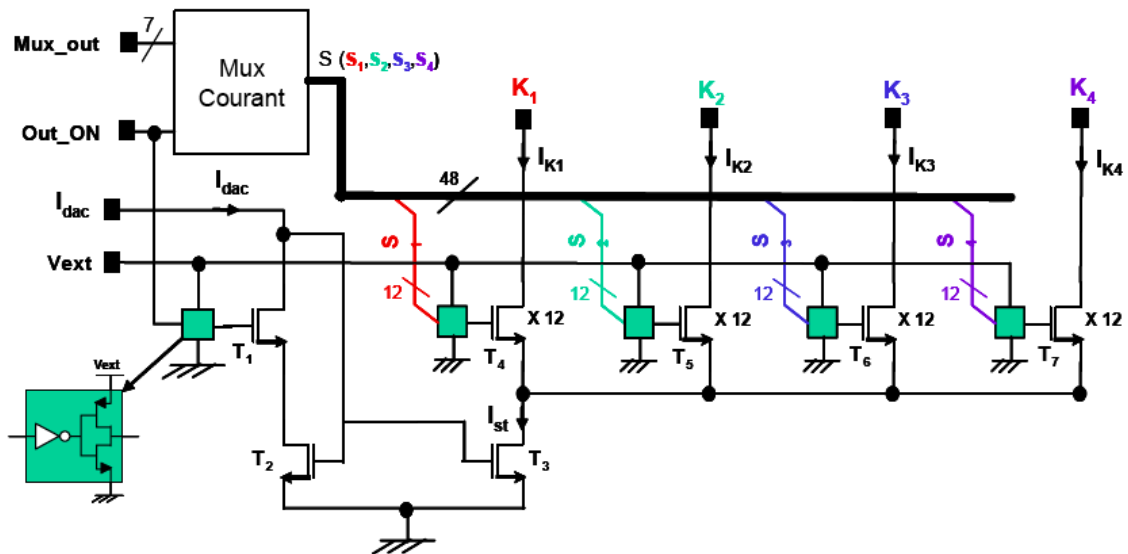 Mux_out
7
Mux
Courant
S (S1,S2,S3,S4)
K1
K2
K3
K4
Out_ON
IK1
IK2
IK3
IK4
48
Idac
Idac
Vext
S1
S2
S3
S4
12
12
12
12
X 12
X 12
X 12
X 12
T1
T4
T5
T6
T7
Vext
Ist
T2
T3